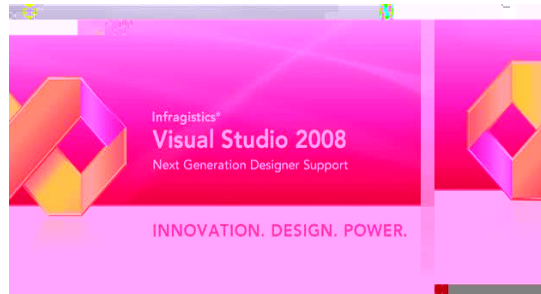 Infragistics®
Visual Studio 2008
Next Generation Designer Support
INNOVATION. DESIGN. POWER.